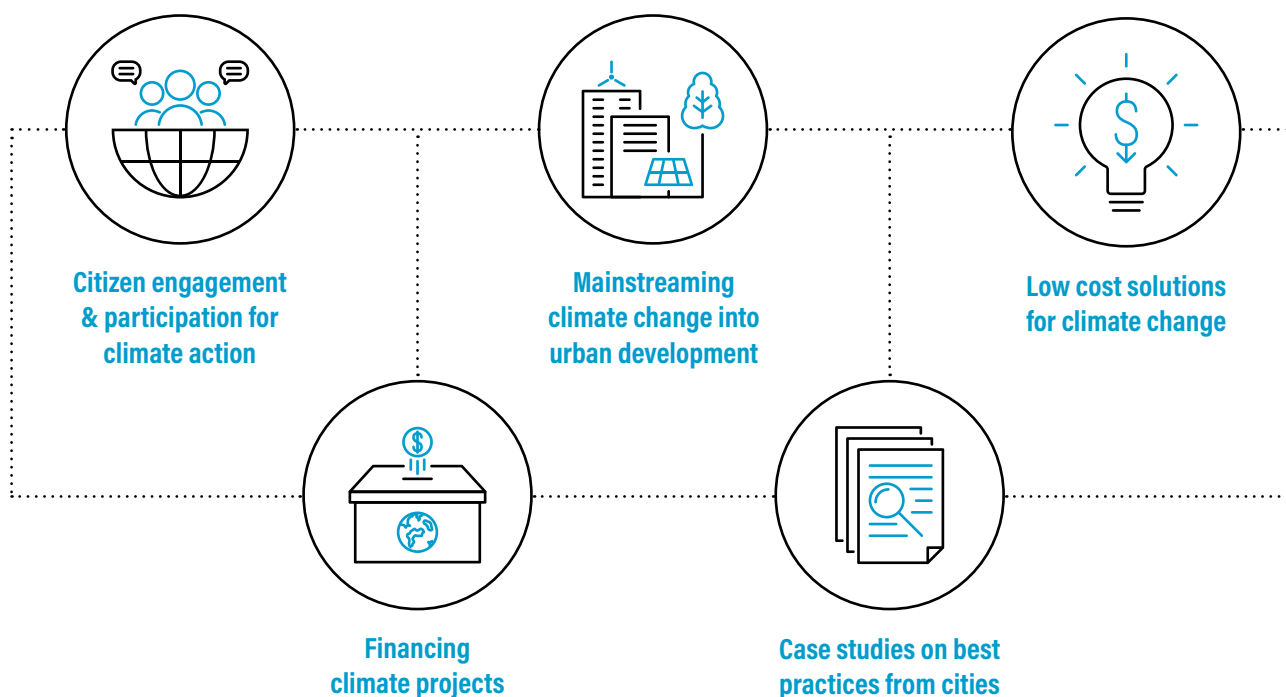 Citizen engagement
& participation for
climate action
Mainstreaming
climate change into
urban development
Low cost solutions
for climate change
Financing
climate projects
Case studies on best
practices from cities